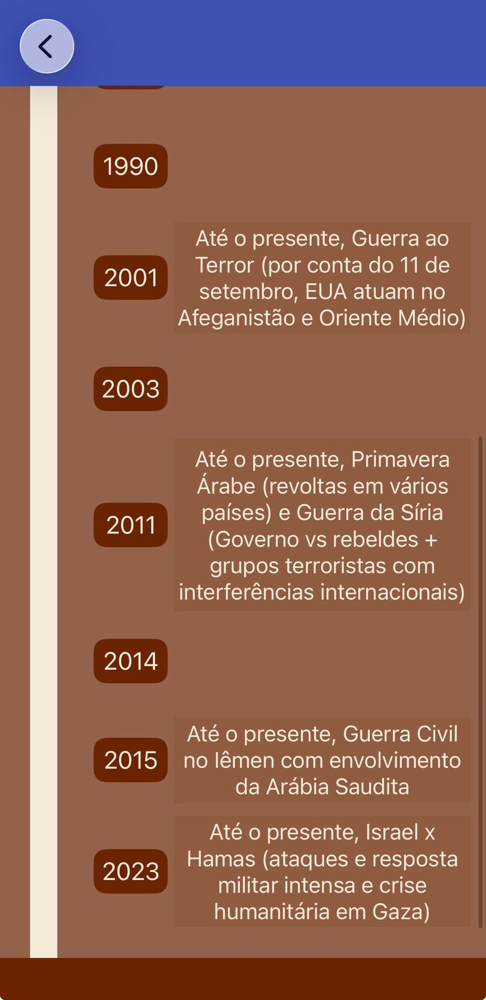 1990
Até o presente, Guerra ao
Terror (por conta do 11 de
2001
setembro, EUA atuam no
Afeganistão e Oriente Médio)
2003
Até o presente, Primavera
Árabe (revoltas em vários
países) e Guerra da Síria
2011
(Governo vs rebeldes +
grupos terroristas com
interferências internacionais)
2014
Até o presente, Guerra Civil
2015
no Iêmen com envolvimento
da Arábia Saudita
Até o presente, Israel x
Hamas (ataques e resposta
2023
militar intensa e crise
humanitária em Gaza)